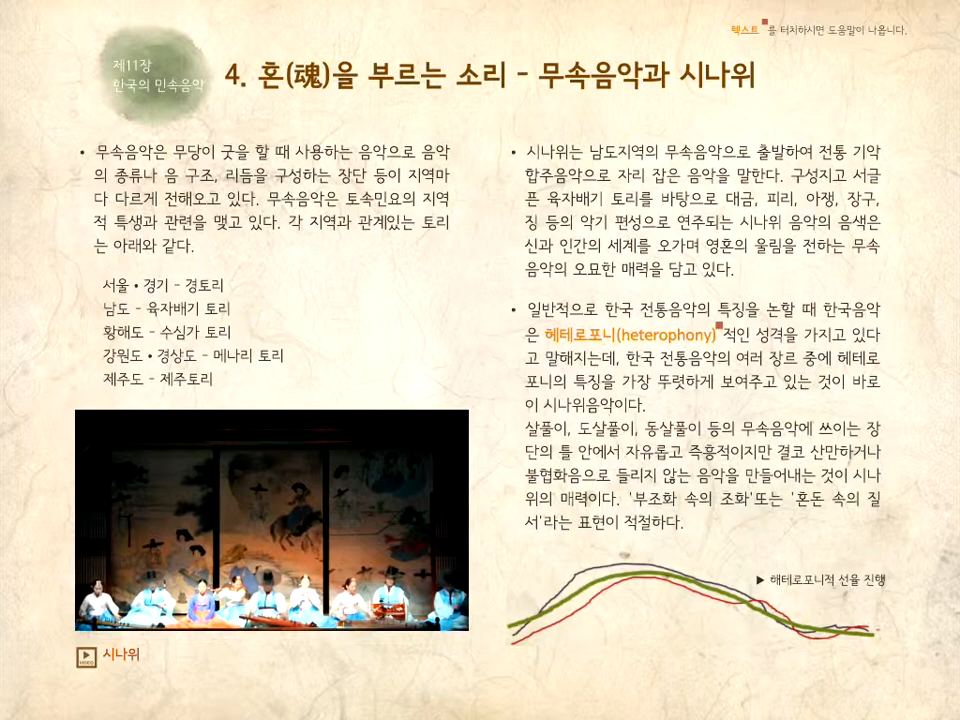 텍스트 를 터치하시면 도움말이 나옵니다.
제11장
한국의 민속음악
4. 혼(魂)을 부르는 소리 - 무속음악과 시나위
• 무속음악은 무당이 굿을 할 때 사용하는 음악으로 음악
의 종류나 음 구조, 리듬을 구성하는 장단 등이 지역마
다 다르게 전해오고 있다. 무속음악은 토속민요의 지역
적 특생과 관련을 맺고 있다. 각 지역과 관계있는 토리
는 아래와 같다.
서울 • 경기 - 경토리
남도 - 육자배기 토리
황해도 - 수심가 토리
강원도 • 경상도 - 메나리 토리
제주도 - 제주토리
시나위
• 시나위는 남도지역의 무속음악으로 출발하여 전통 기악
합주음악으로 자리 잡은 음악을 말한다. 구성지고 서글
픈 육자배기 토리를 바탕으로 대금, 피리, 아쟁, 장구,
징 등의 악기 편성으로 연주되는 시나위 음악의 음색은
신과 인간의 세계를 오가며 영혼의 울림을 전하는 무속
음악의 오묘한 매력을 담고 있다.
• 일반적으로 한국 전통음악의 특징을 논할 때 한국음악
은 헤테로포니(heterophony) 적인 성격을 가지고 있다
고 말해지는데, 한국 전통음악의 여러 장르 중에 헤테로
포니의 특징을 가장 뚜렷하게 보여주고 있는 것이 바로
이 시나위음악이다.
살풀이, 도살풀이, 동살풀이 등의 무속음악에 쓰이는 장
단의 틀 안에서 자유롭고 즉흥적이지만 결코 산만하거나
불협화음으로 들리지 않는 음악을 만들어내는 것이 시나
위의 매력이다. '부조화 속의 조화'또는 '혼돈 속의 질
서'라는 표현이 적절하다.
▶ 해테로포니적 선율 진행